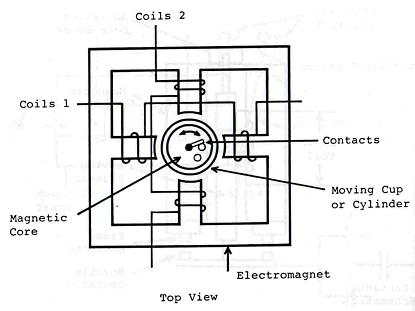 Coils 2
Coils 1
Contacts
Moving Cup
or Cylinder
Magnetic
Core
Electromagnet
Top View